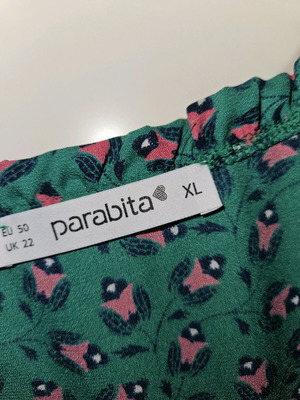 EU 50
UK 22
parabita
XL